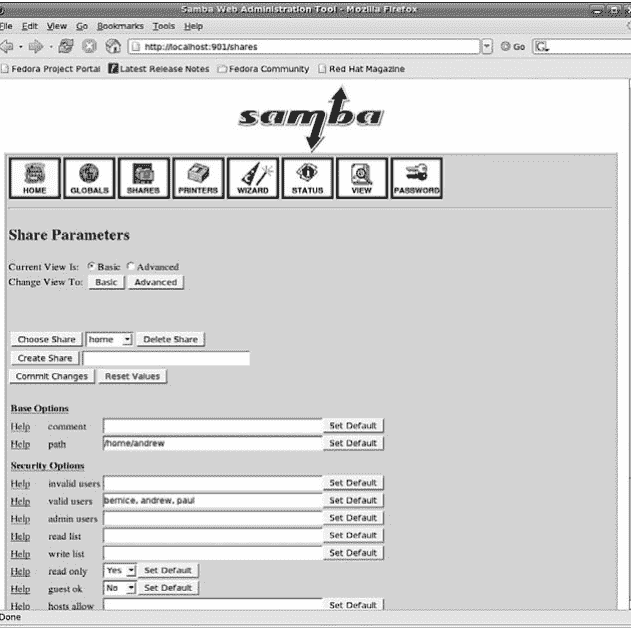 Samba Web Administration Tool - Mozilla Firefox
File Edit View Go Bookmarks Tools Help
http://localhost:901/shares Go
Fedora Project Portal Latest Release Notes Fedora Community Red Hat Magazine
samba
HOME GLOBALS SHARES PRINTERS WIZARD STATUS VIEW PASSWORD
Share Parameters
Current View Is: Basic Advanced
Change View To: Basic Advanced
Choose Share home Delete Share
Create Share
Commit Changes Reset Values
Base Options
Help comment Set Default
Help path /home/andrew Set Default
Security Options
Help invalid users Set Default
Help valid users bernice, andrew, paul Set Default
Help admin users Set Default
Help read list Set Default
Help write list Set Default
Help read only Yes Set Default
Help guest ok No Set Default
Help hosts allow Set Default
Done